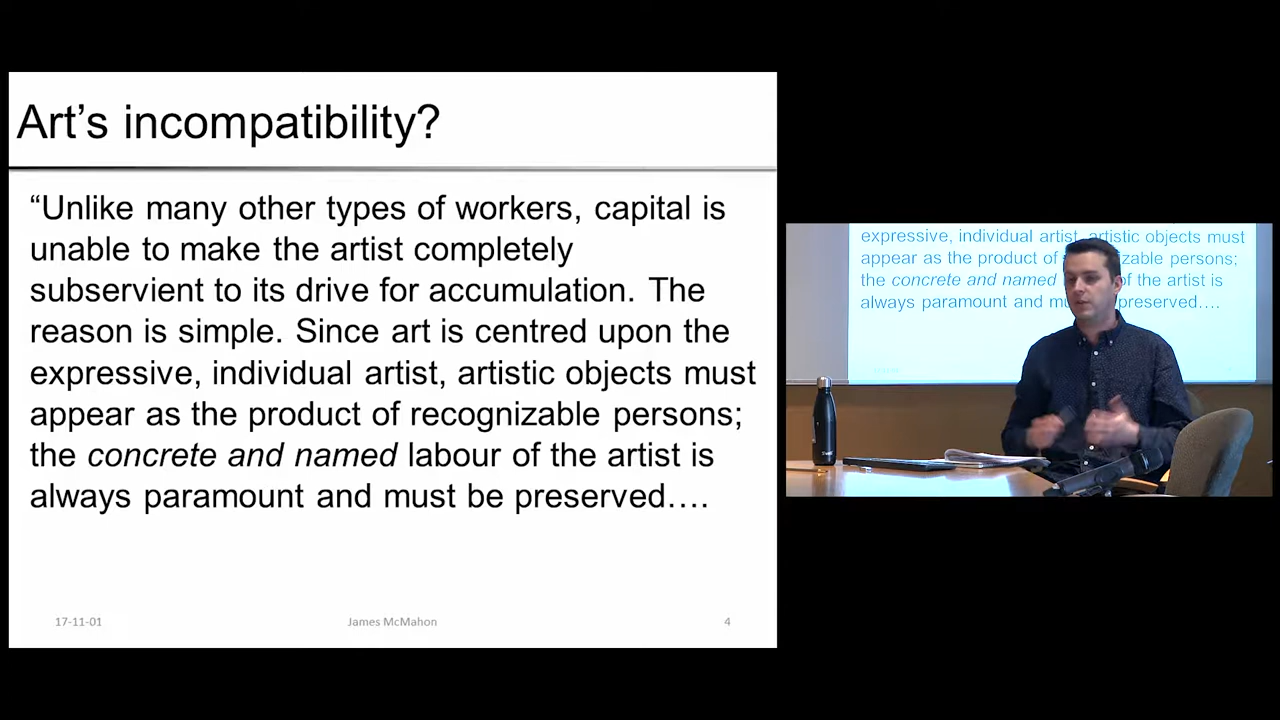 Art’s incompatibility?
“Unlike many other types of workers, capital is
unable to make the artist completely
subservient to its drive for accumulation. The
reason is simple. Since art is centred upon the
expressive, individual artist, artistic objects must
appear as the product of recognizable persons;
the concrete and named labour of the artist is
always paramount and must be preserved….
17-11-01
James McMahon
4
expressive, individual artist, artistic objects must
appear as the product of izable persons;
the concrete and named of the artist is
always paramount and preserved….